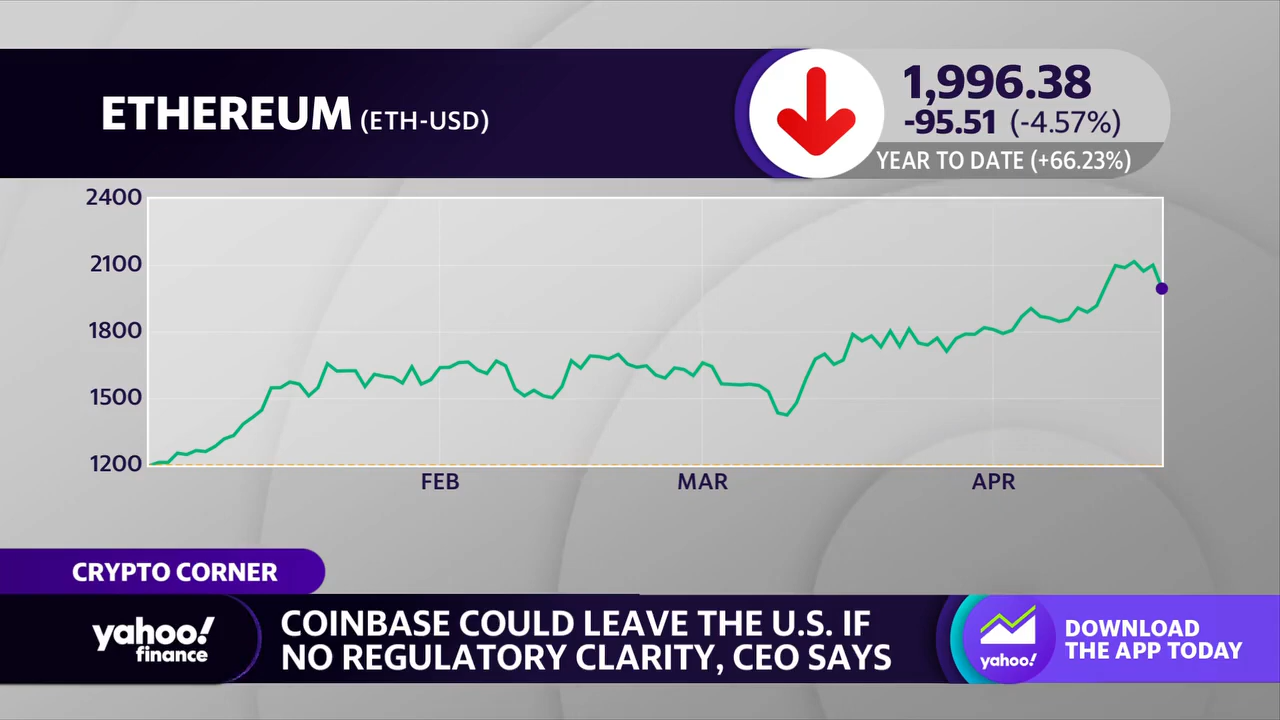 ETHEREUM (ETH-USD)
1,996.38
-95.51 (-4.57%)
YEAR TO DATE (+66.23%)
2400
2100
1800
1500
1200
FEB MAR APR
CRYPTO CORNER
yahoo!
finance
COINBASE COULD LEAVE THE U.S. IF
NO REGULATORY CLARITY, CEO SAYS
yahoo!
DOWNLOAD
THE APP TODAY